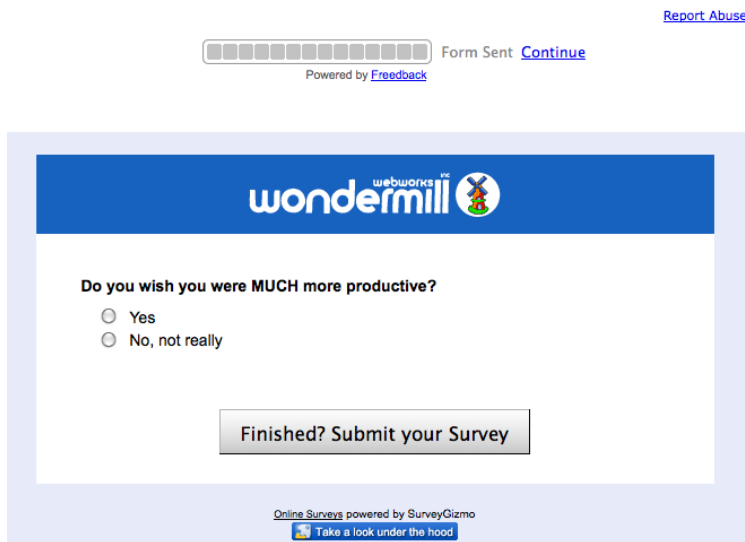 Report Abuse
Form Sent Continue
Powered by Freedback
webworks inc
wondermill
Do you wish you were MUCH more productive?
Yes
No, not really
Finished? Submit your Survey
Online Surveys powered by SurveyGizmo
Take a look under the hood